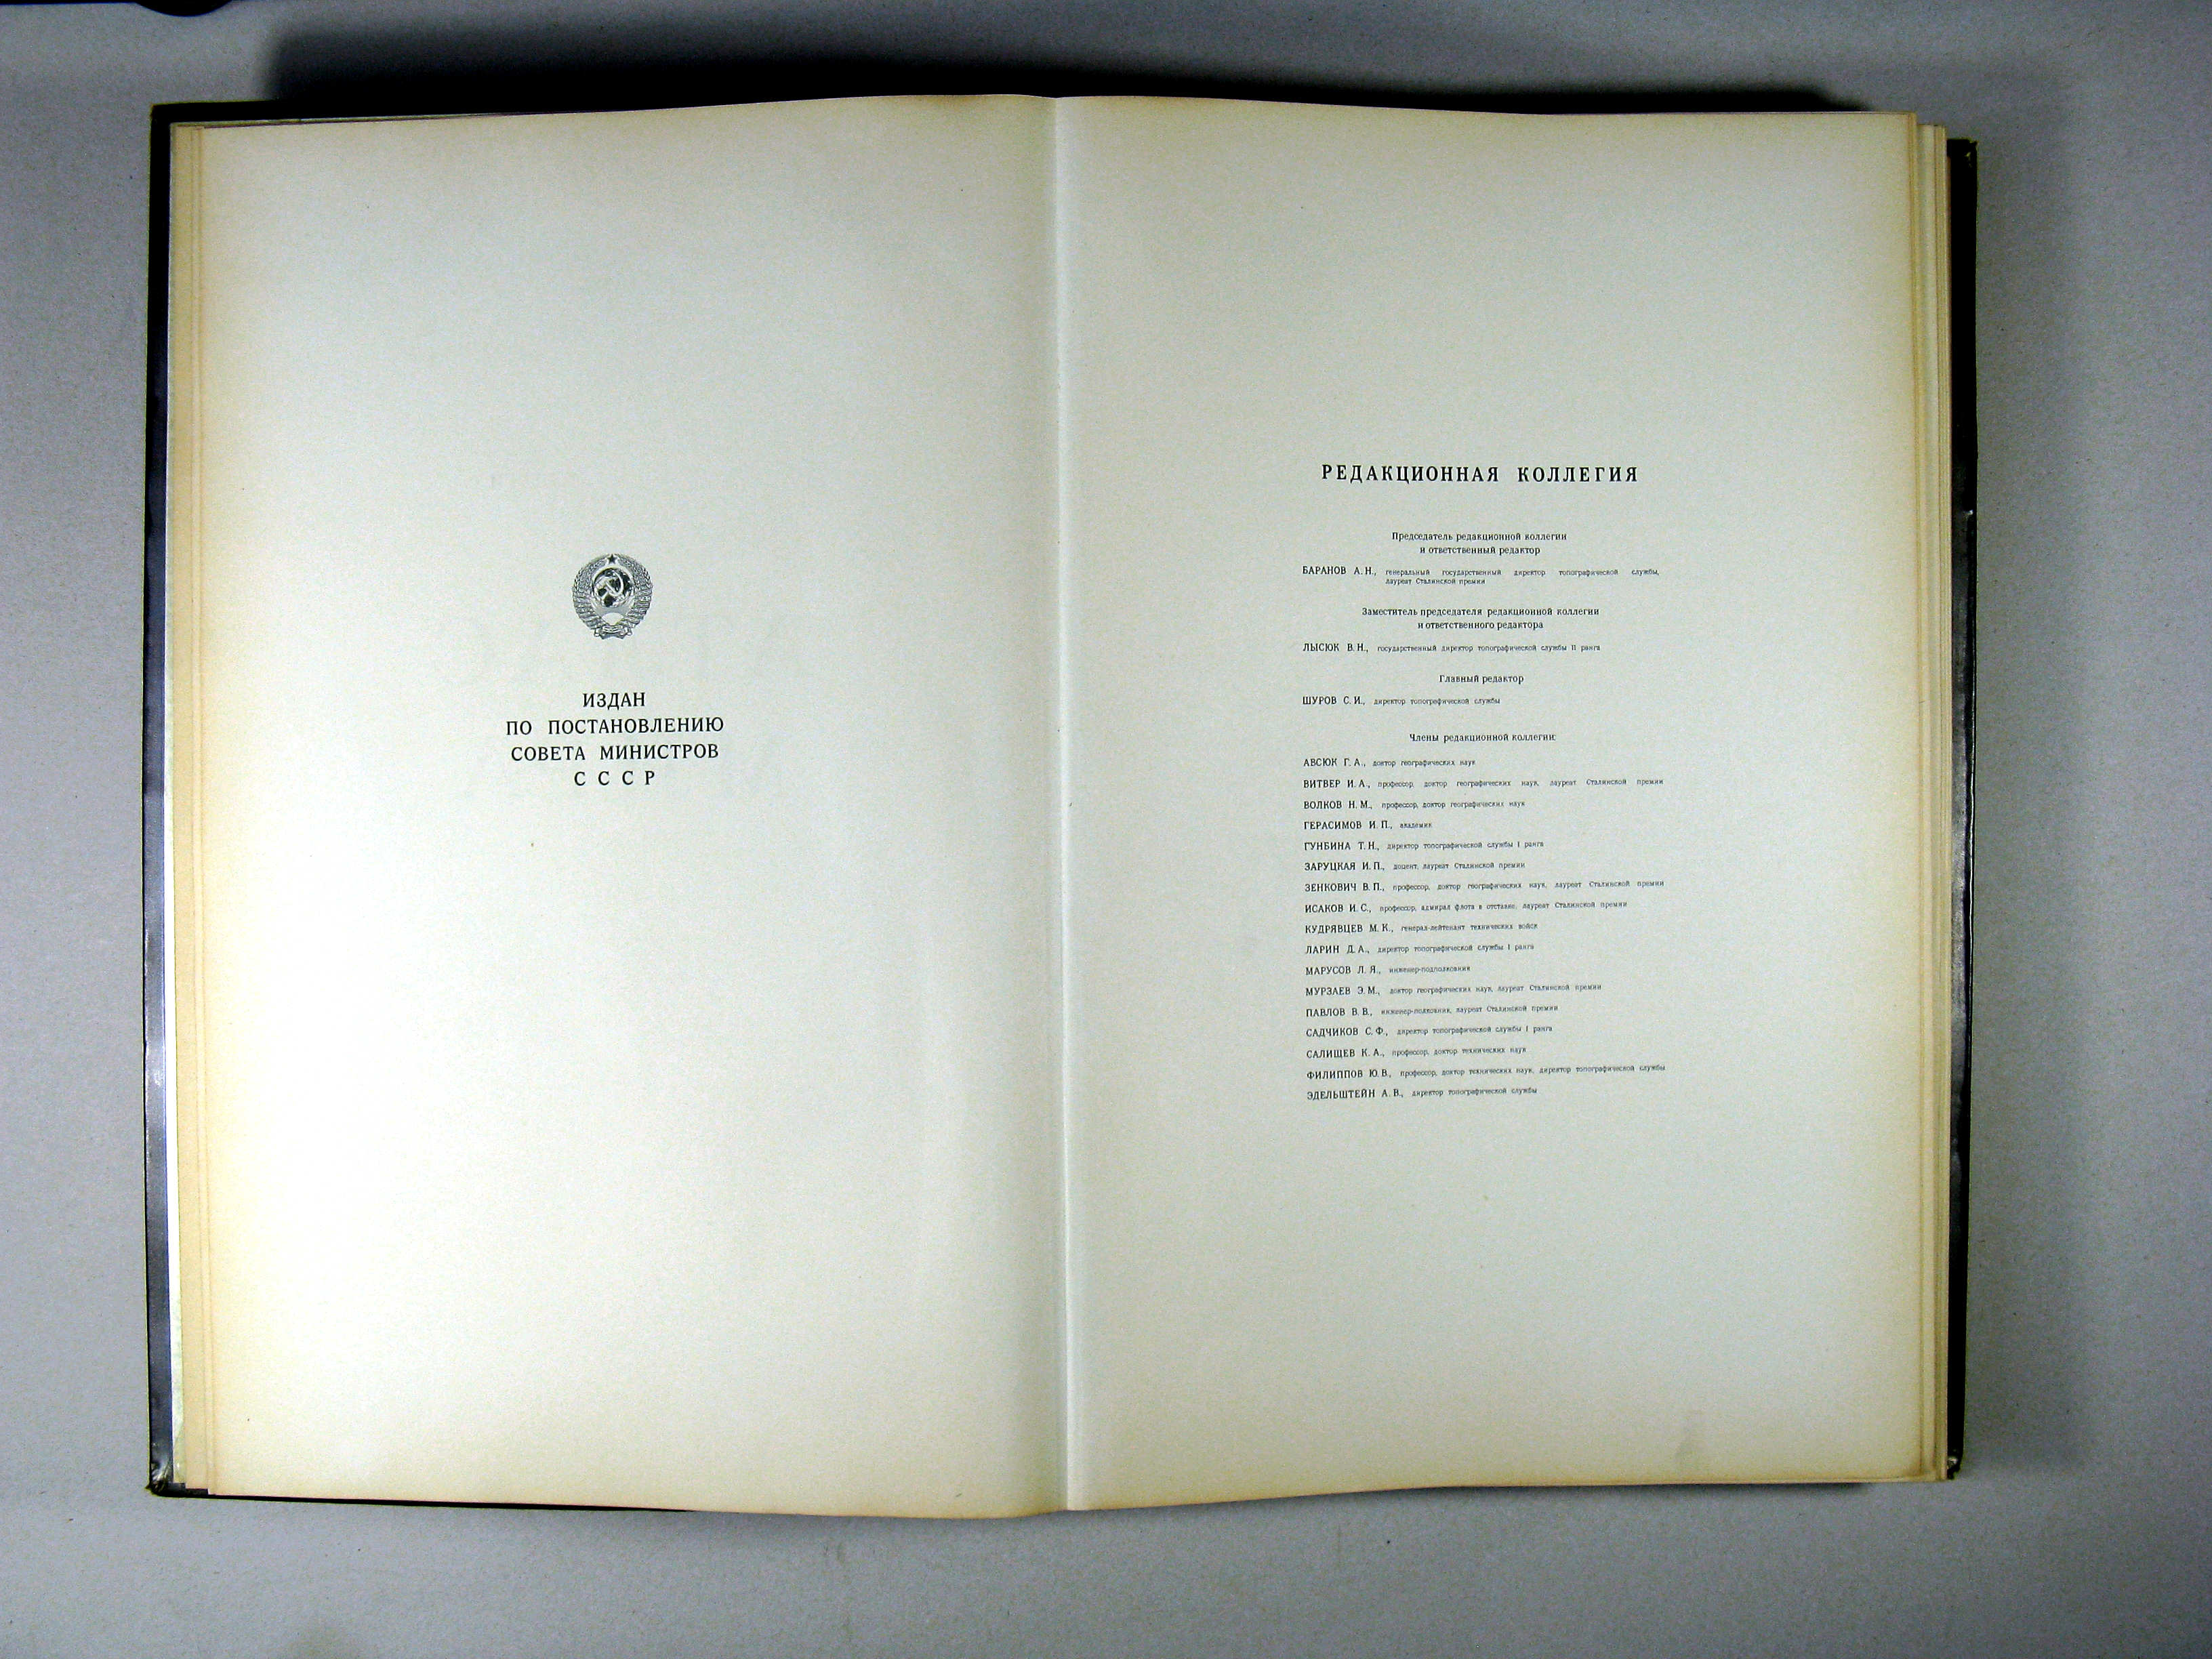 ИЗДАН
ПО ПОСТАНОВЛЕНИЮ
СОВЕТА МИНИСТРОВ
СССР
РЕДАКЦИОННАЯ КОЛЛЕГИЯ
Председатель редакционной коллегии
и ответственный редактор
БАРАНОВ А. Н., генеральный государственный директор топографической службы,
лауреат Сталинской премии
Заместитель председателя редакционной коллегии
и ответственного редактора
ЛЫСЮК В. Н., государственный директор топографической службы II ранга
Главный редактор
ШУРОВ С. И., директор топографической службы
Члены редакционной коллегии:
АВСЮК Г. А., доктор географических наук
ВИТВЕР И. А., профессор, доктор географических наук, лауреат Сталинской премии
ВОЛКОВ Н. М., профессор, доктор географических наук
ГЕРАСИМОВ И. П., академик
ГУНБИНА Т. Н., директор топографической службы I ранга
ЗАРУЦКАЯ И. П., доцент, лауреат Сталинской премии
ЗЕНКОВИЧ В. П., профессор, доктор географических наук, лауреат Сталинской премии
ИСАКОВ И. С., профессор, адмирал флота в отставке, лауреат Сталинской премии
КУДРЯВЦЕВ М. К., генерал-лейтенант технических войск
ЛАРИН Д. А., директор топографической службы I ранга
МАРУСОВ Л. Я., инженер-подполковник
МУРЗАЕВ Э. М., доктор географических наук, лауреат Сталинской премии
ПАВЛОВ В. В., инженер-полковник, лауреат Сталинской премии
САДЧИКОВ С. Ф., директор топографической службы I ранга
САЛИЩЕВ К. А., профессор, доктор технических наук
ФИЛИППОВ Ю. В., профессор, доктор технических наук, директор топографической службы
ЭДЕЛЬШТЕЙН А. В., директор топографической службы